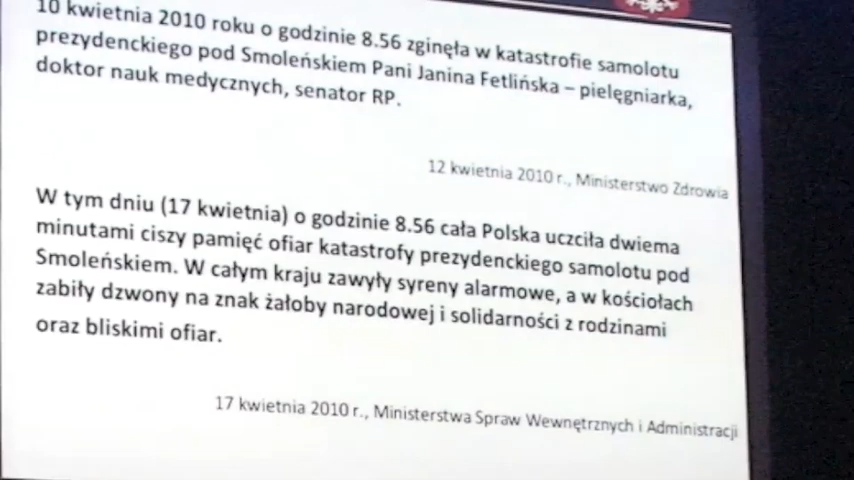 10 kwietnia 2010 roku o godzinie 8.56 zginęła w katastrofie samolotu
prezydenckiego pod Smoleńskiem Pani Janina Fetlińska – pielęgniarka,
doktor nauk medycznych, senator RP.
12 kwietnia 2010 r., Ministerstwo Zdrowia
W tym dniu (17 kwietnia) o godzinie 8.56 cała Polska uczciła dwiema
minutami ciszy pamięć ofiar katastrofy prezydenckiego samolotu pod
Smoleńskiem. W całym kraju zawyły syreny alarmowe, a w kościołach
zabiły dzwony na znak żałoby narodowej i solidarności z rodzinami
oraz bliskimi ofiar.
17 kwietnia 2010 r., Ministerstwa Spraw Wewnętrznych i Administracji